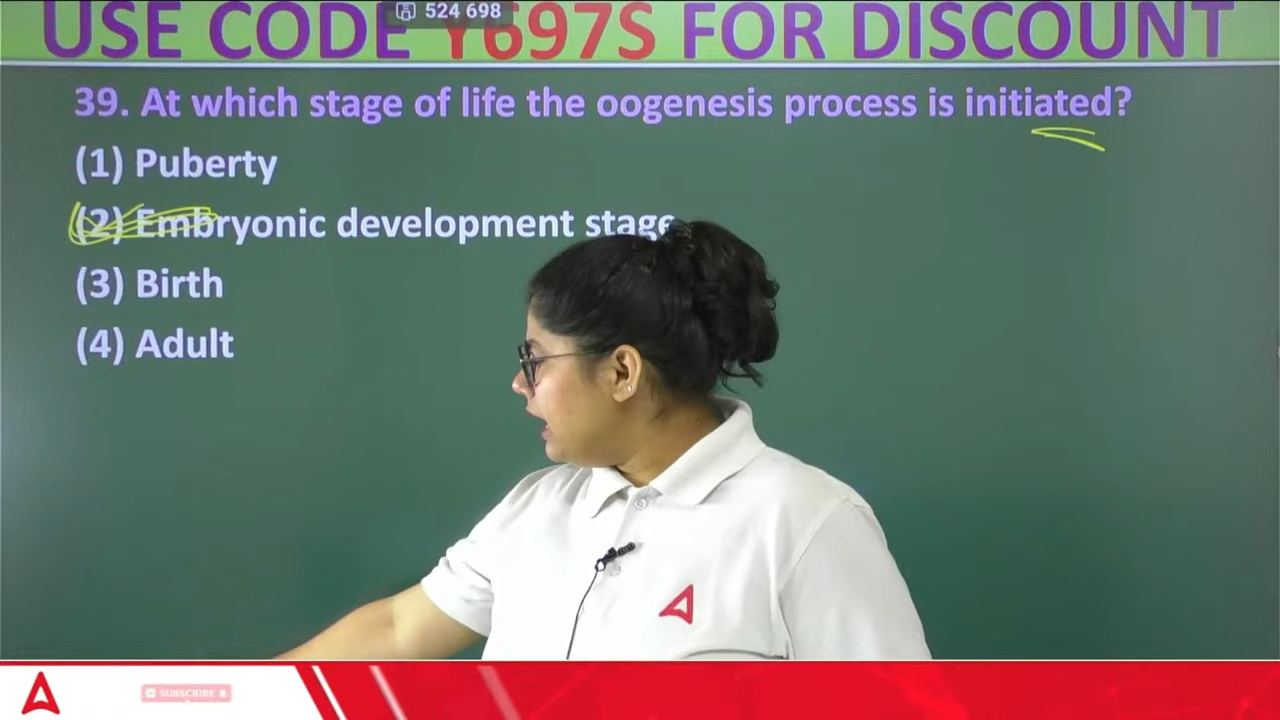 USE CODE Y697S FOR DISCOUNT
524 698
39. At which stage of life the oogenesis process is initiated?
(1) Puberty
(2) Embryonic development stage
(3) Birth
(4) Adult
SUBSCRIBE